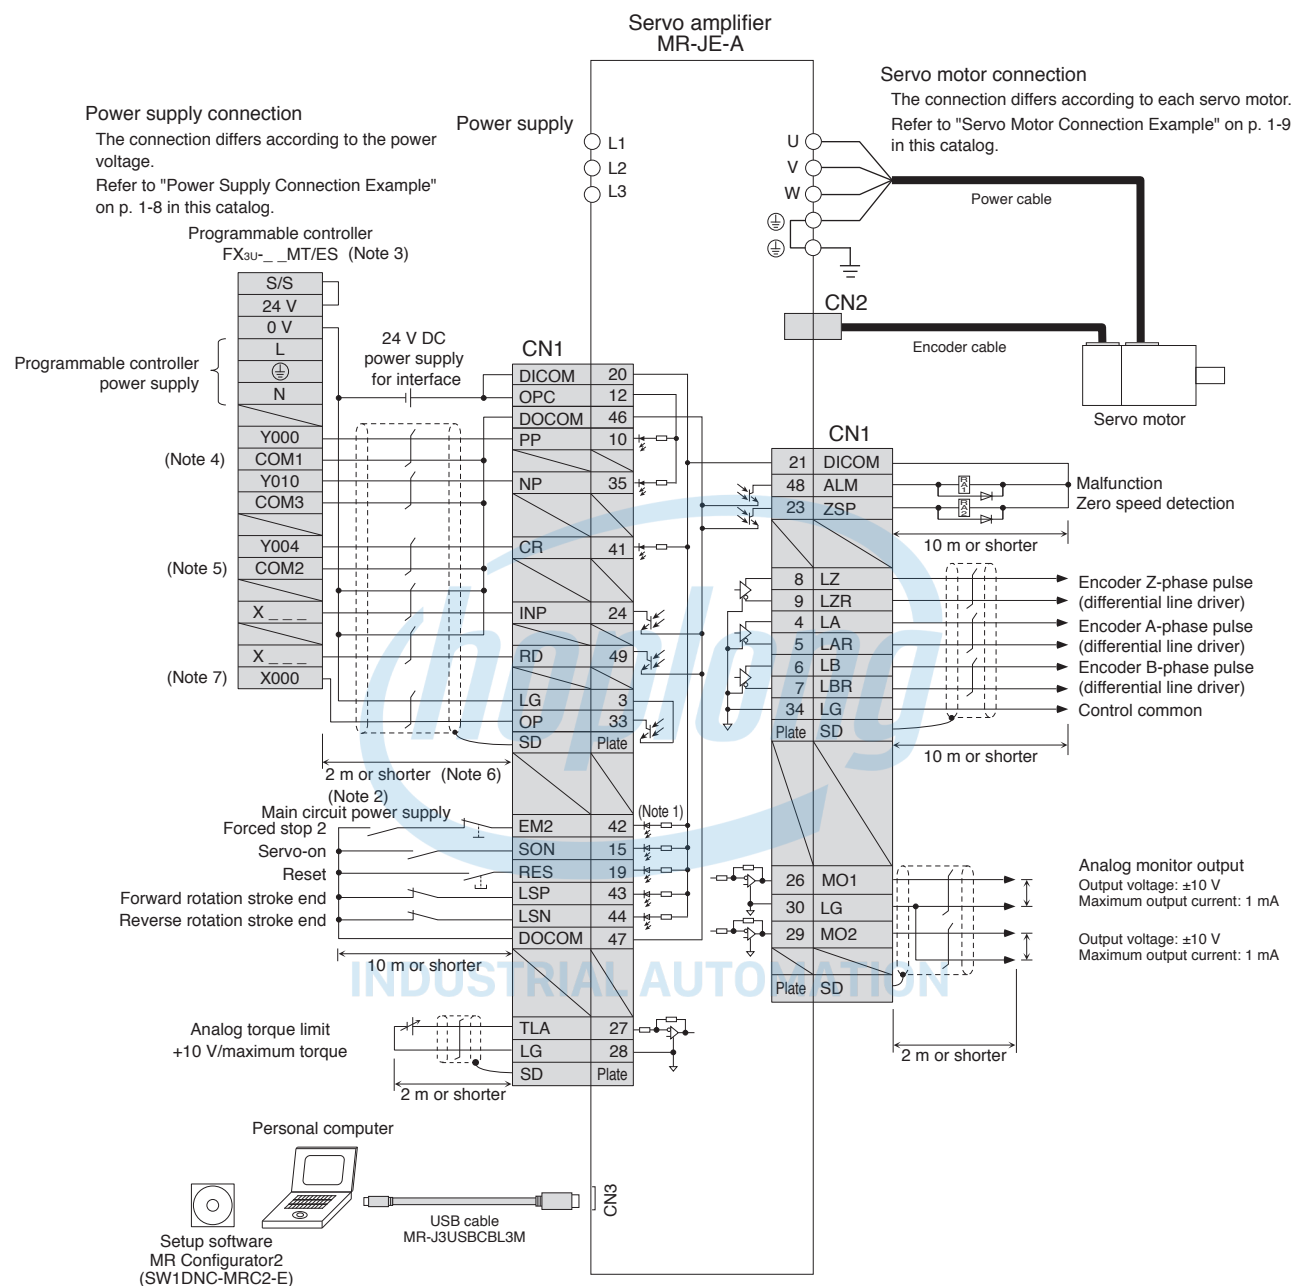 Servo amplifier
MR-JE-A
Power supply connection
The connection differs according to the power
voltage.
Refer to "Power Supply Connection Example"
on p. 1-8 in this catalog.
Power supply
L1
L2
L3
U
V
W
Servo motor connection
The connection differs according to each servo motor.
Refer to "Servo Motor Connection Example" on p. 1-9
in this catalog.
Power cable
CN2
Encoder cable
Servo motor
Programmable controller
FX3U-_ _MT/ES (Note 3)
S/S
24 V
0 V
L
N
Programmable controller
power supply
Y000
(Note 4) COM1
Y010
COM3
Y004
(Note 5) COM2
X _ _ _
X _ _ _
(Note 7) X000
24 V DC
power supply
for interface
CN1
DICOM 20
OPC 12
DOCOM 46
PP 10
NP 35
CR 41
INP 24
RD 49
LG 3
OP 33
SD Plate
2 m or shorter (Note 6)
(Note 2)
Main circuit power supply
(Note 1)
Forced stop 2 EM2 42
Servo-on SON 15
Reset RES 19
Forward rotation stroke end LSP 43
Reverse rotation stroke end LSN 44
DOCOM 47
10 m or shorter
Analog torque limit
+10 V/maximum torque
TLA 27
LG 28
SD Plate
2 m or shorter
CN1
21 DICOM
48 ALM RA1 Malfunction
23 ZSP RA2 Zero speed detection
10 m or shorter
8 LZ Encoder Z-phase pulse
9 LZR (differential line driver)
4 LA Encoder A-phase pulse
5 LAR (differential line driver)
6 LB Encoder B-phase pulse
7 LBR (differential line driver)
34 LG Control common
Plate SD
10 m or shorter
26 MO1
30 LG
29 MO2
Plate SD
Analog monitor output
Output voltage: ±10 V
Maximum output current: 1 mA
Output voltage: ±10 V
Maximum output current: 1 mA
2 m or shorter
hoplong
INDUSTRIAL AUTOMATION
Personal computer
CN3
USB cable
MR-J3USBCBL3M
Setup software
MR Configurator2
(SW1DNC-MRC2-E)